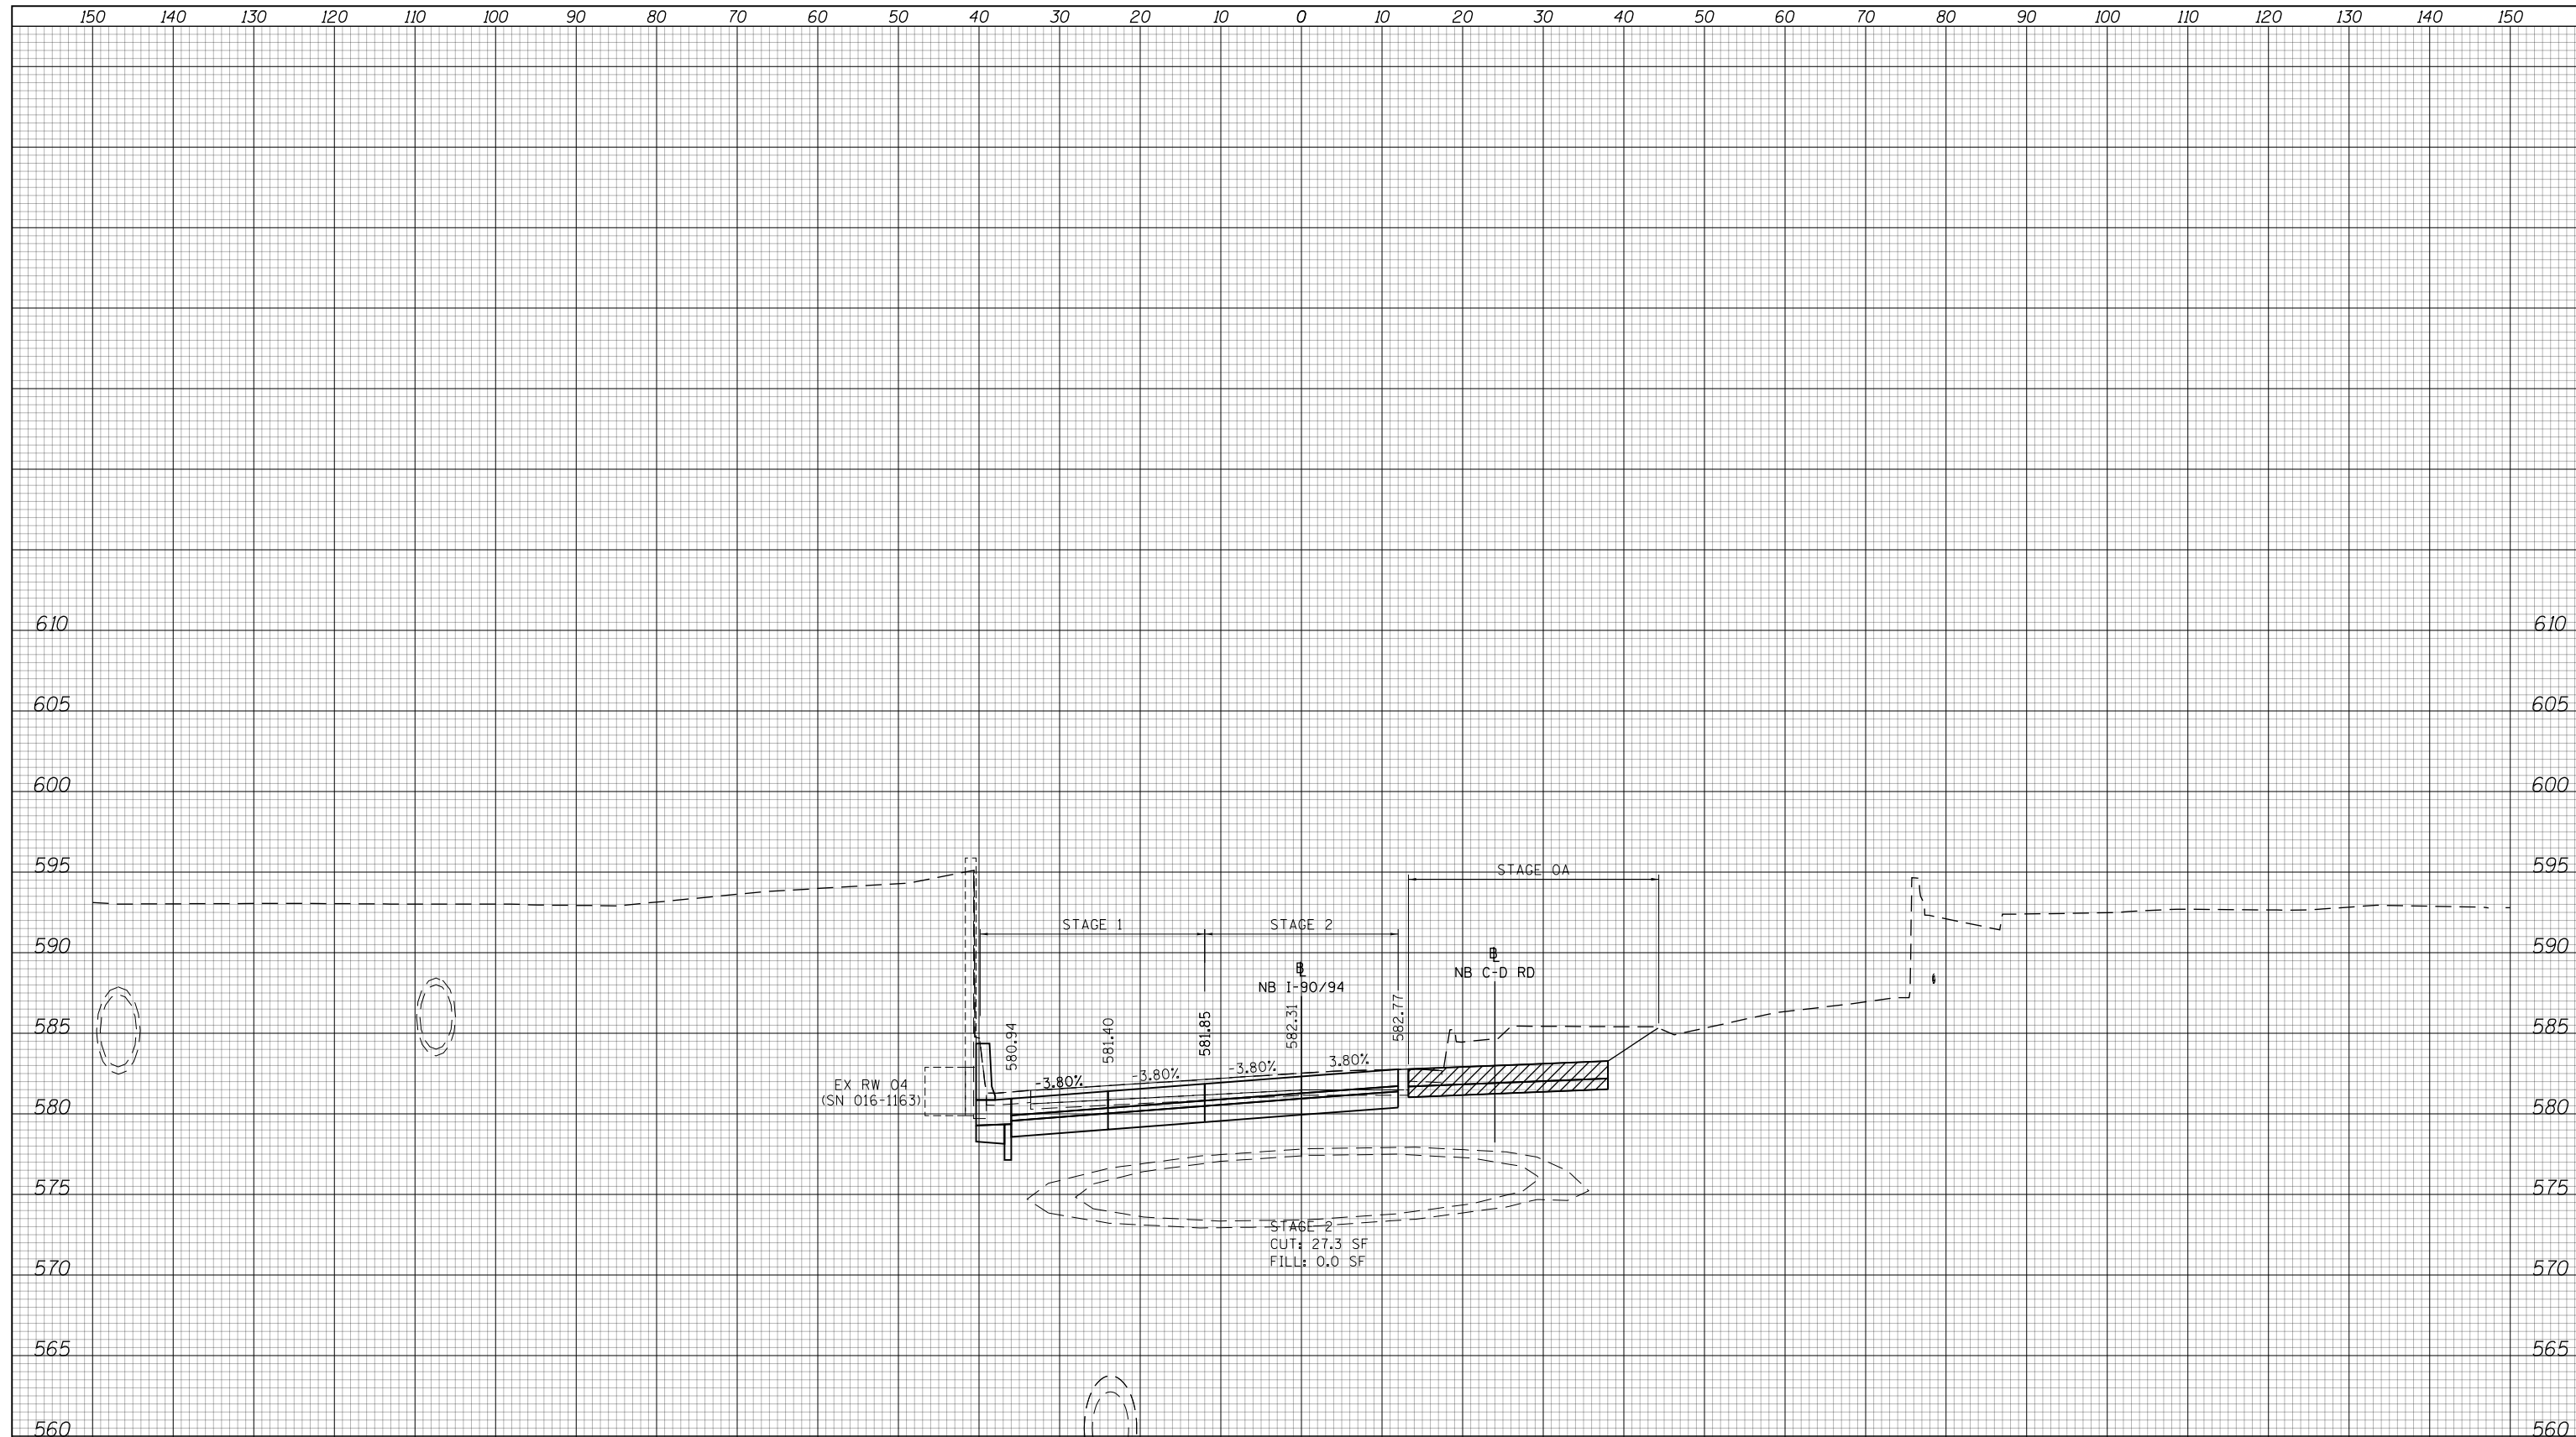 150 140 130 120 110 100 90 80 70 60 50 40 30 20 10 0 10 20 30 40 50 60 70 80 90 100 110 120 130 140 150
610 610
605 605
600 600
595 595
STAGE 0A
STAGE 1 STAGE 2
590 590
℄ NB I-90/94
℄ NB C-D RD
585 585
580.94 581.40 581.85 582.31 582.77
-3.80% -3.80% -3.80% 3.80%
EX RW 04
(SN 016-1163)
580 580
575 575
STAGE 2
CUT: 27.3 SF
FILL: 0.0 SF
570 570
565 565
560 560